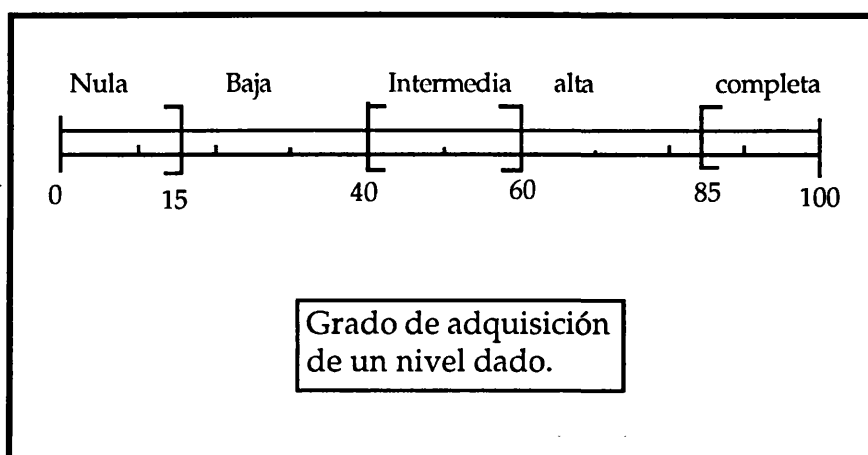 Nula Baja Intermedia alta completa
0 15 40 60 85 100
Grado de adquisición
de un nivel dado.